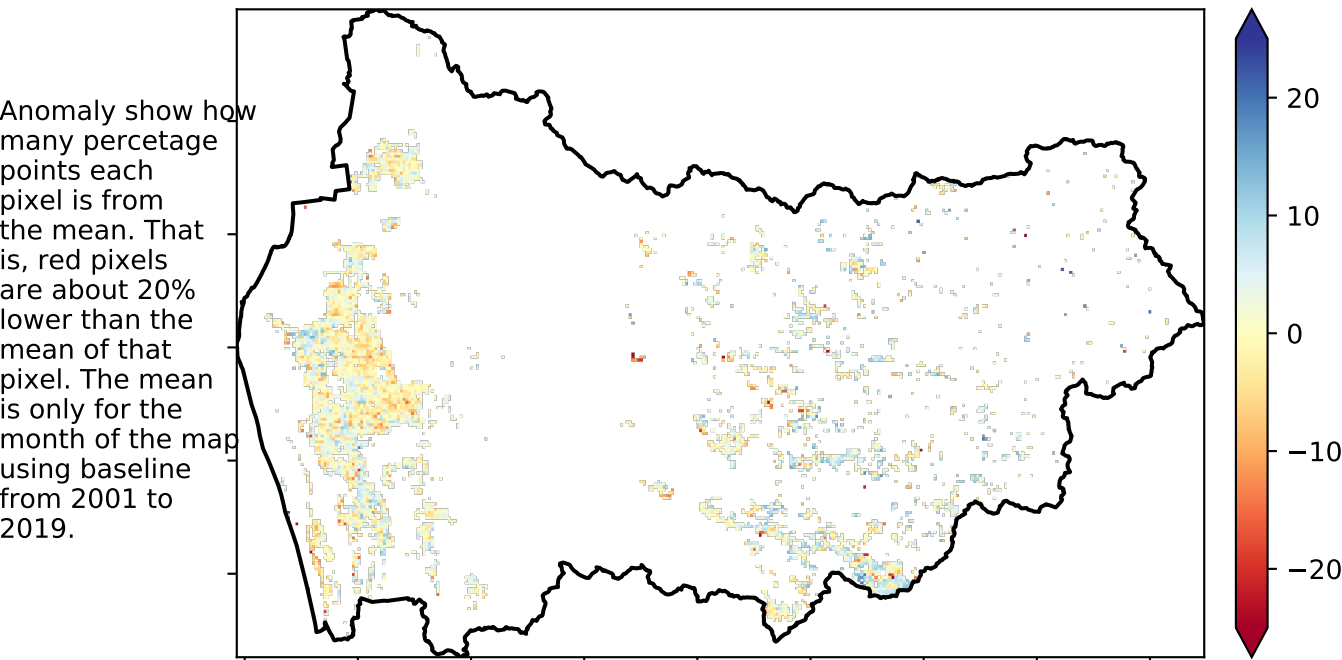 Anomaly show how
many percetage
points each
pixel is from
the mean. That
is, red pixels
are about 20%
lower than the
mean of that
pixel. The mean
is only for the
month of the map
using baseline
from 2001 to
2019.
20
10
0
−10
−20